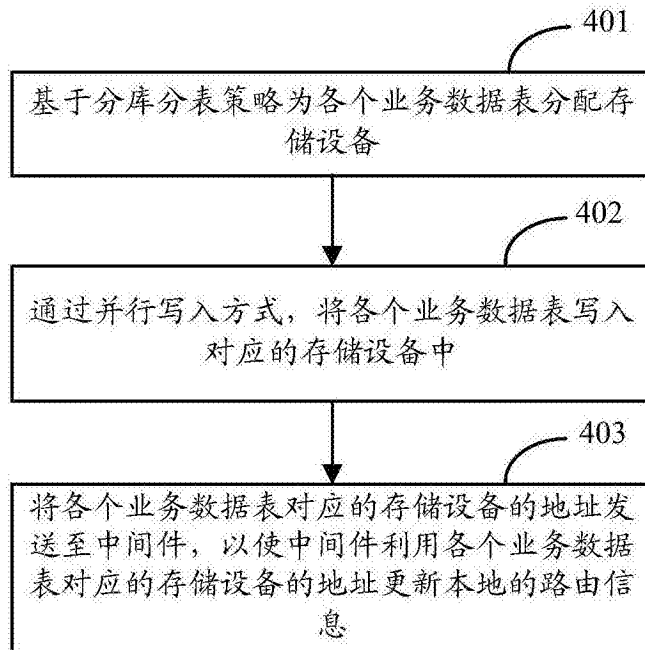 401
基于分库分表策略为各个业务数据表分配存
储设备
402
通过并行写入方式，将各个业务数据表写入
对应的存储设备中
403
将各个业务数据表对应的存储设备的地址发
送至中间件，以使中间件利用各个业务数据
表对应的存储设备的地址更新本地的路由信
息